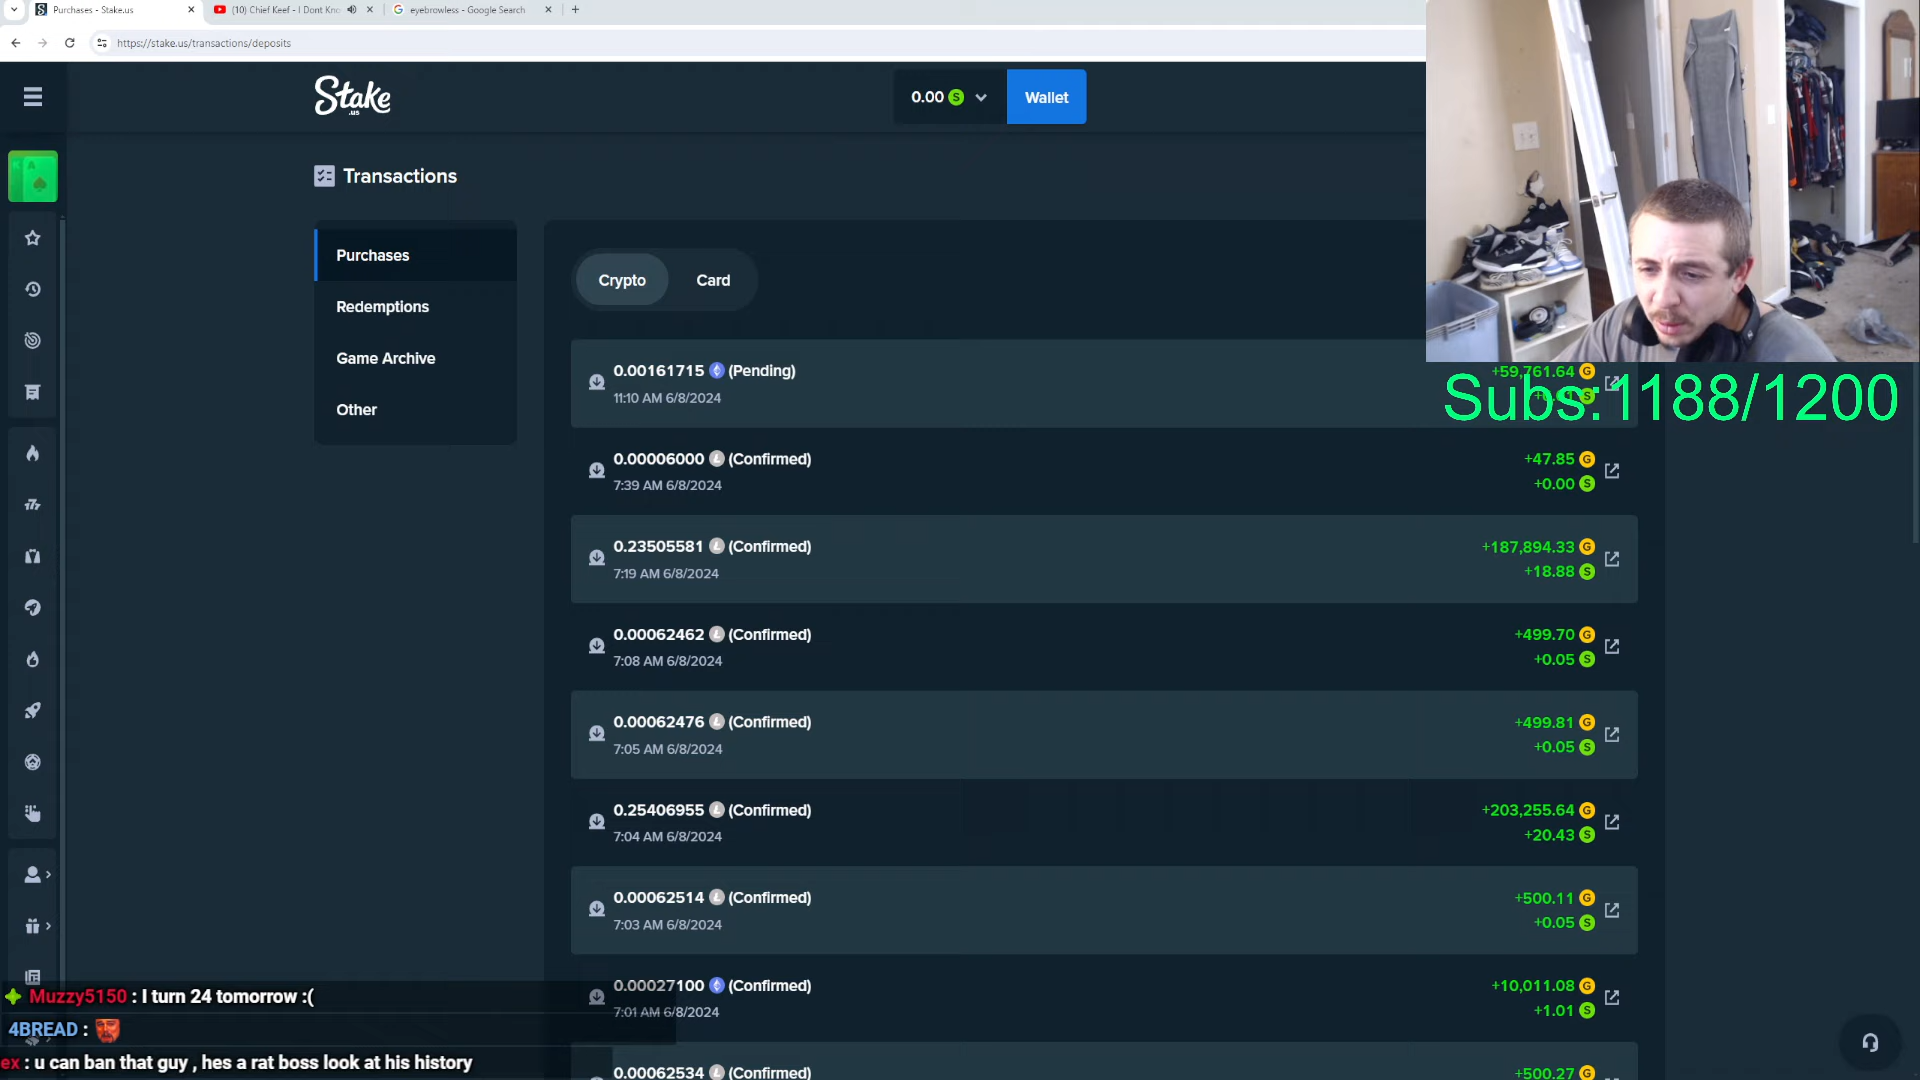 Purchases - Stake.us
(10) Chief Keef - I Dont Kno
eyebrowless - Google Search
https://stake.us/transactions/deposits
Stake
.us
0.00 S
Wallet
Transactions
Purchases
Redemptions
Game Archive
Other
Crypto
Card
0.00161715 (Pending)
+59,761.64 G
11:10 AM 6/8/2024
Subs:1188/1200
0.00006000 (Confirmed)
+47.85 G
7:39 AM 6/8/2024
+0.00 S
0.23505581 (Confirmed)
+187,894.33 G
7:19 AM 6/8/2024
+18.88 S
0.00062462 (Confirmed)
+499.70 G
7:08 AM 6/8/2024
+0.05 S
0.00062476 (Confirmed)
+499.81 G
7:05 AM 6/8/2024
+0.05 S
0.25406955 (Confirmed)
+203,255.64 G
7:04 AM 6/8/2024
+20.43 S
0.00062514 (Confirmed)
+500.11 G
7:03 AM 6/8/2024
+0.05 S
0.00027100 (Confirmed)
+10,011.08 G
7:01 AM 6/8/2024
+1.01 S
0.00062534 (Confirmed)
+500.27 G
Muzzy5150 : I turn 24 tomorrow :(
4BREAD :
ex : u can ban that guy , hes a rat boss look at his history